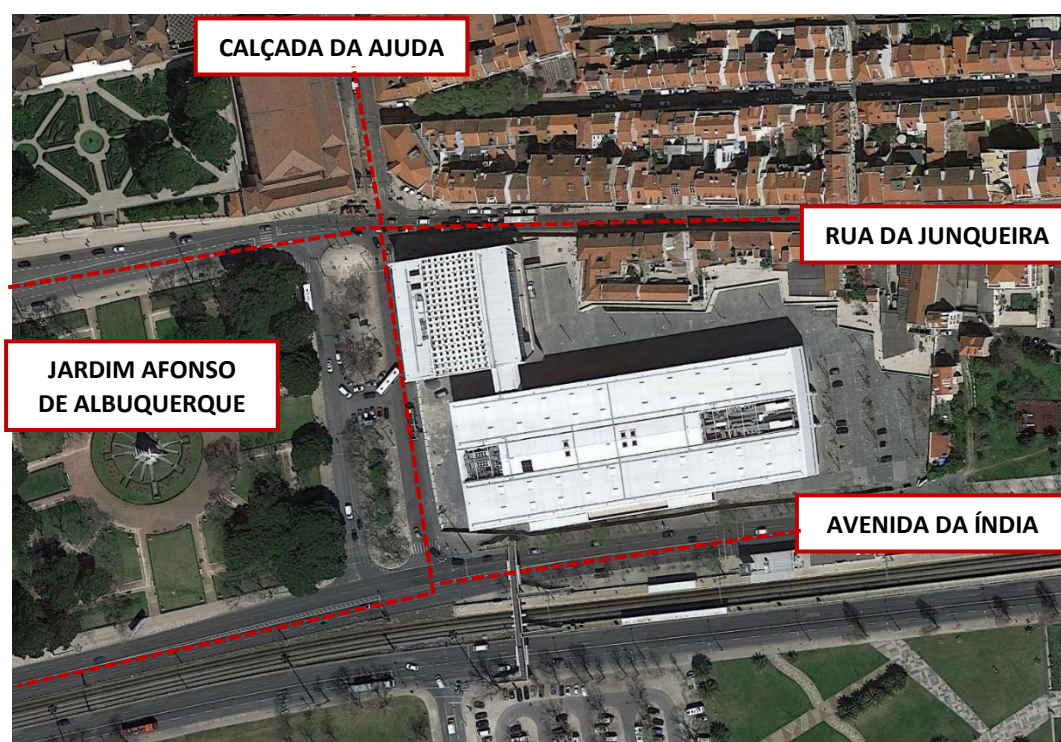 CALÇADA DA AJUDA
RUA DA JUNQUEIRA
JARDIM AFONSO
DE ALBUQUERQUE
AVENIDA DA ÍNDIA